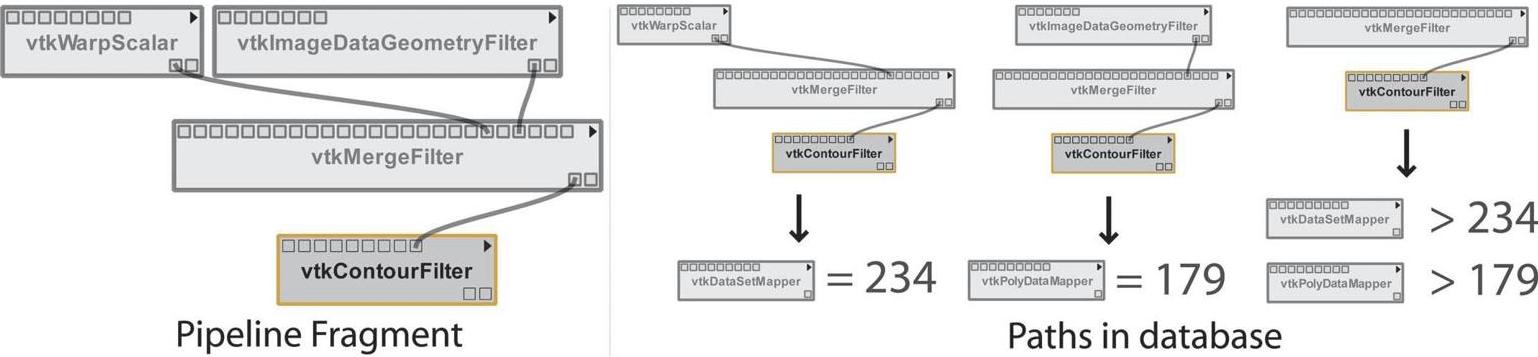 vtkWarpScalar
vtkImageDataGeometryFilter
vtkMergeFilter
vtkContourFilter
Pipeline Fragment
vtkWarpScalar
vtkMergeFilter
vtkContourFilter
vtkDataSetMapper = 234
vtkImageDataGeometryFilter
vtkMergeFilter
vtkContourFilter
vtkPolyDataMapper = 179
vtkMergeFilter
vtkContourFilter
vtkDataSetMapper > 234
vtkPolyDataMapper > 179
Paths in database